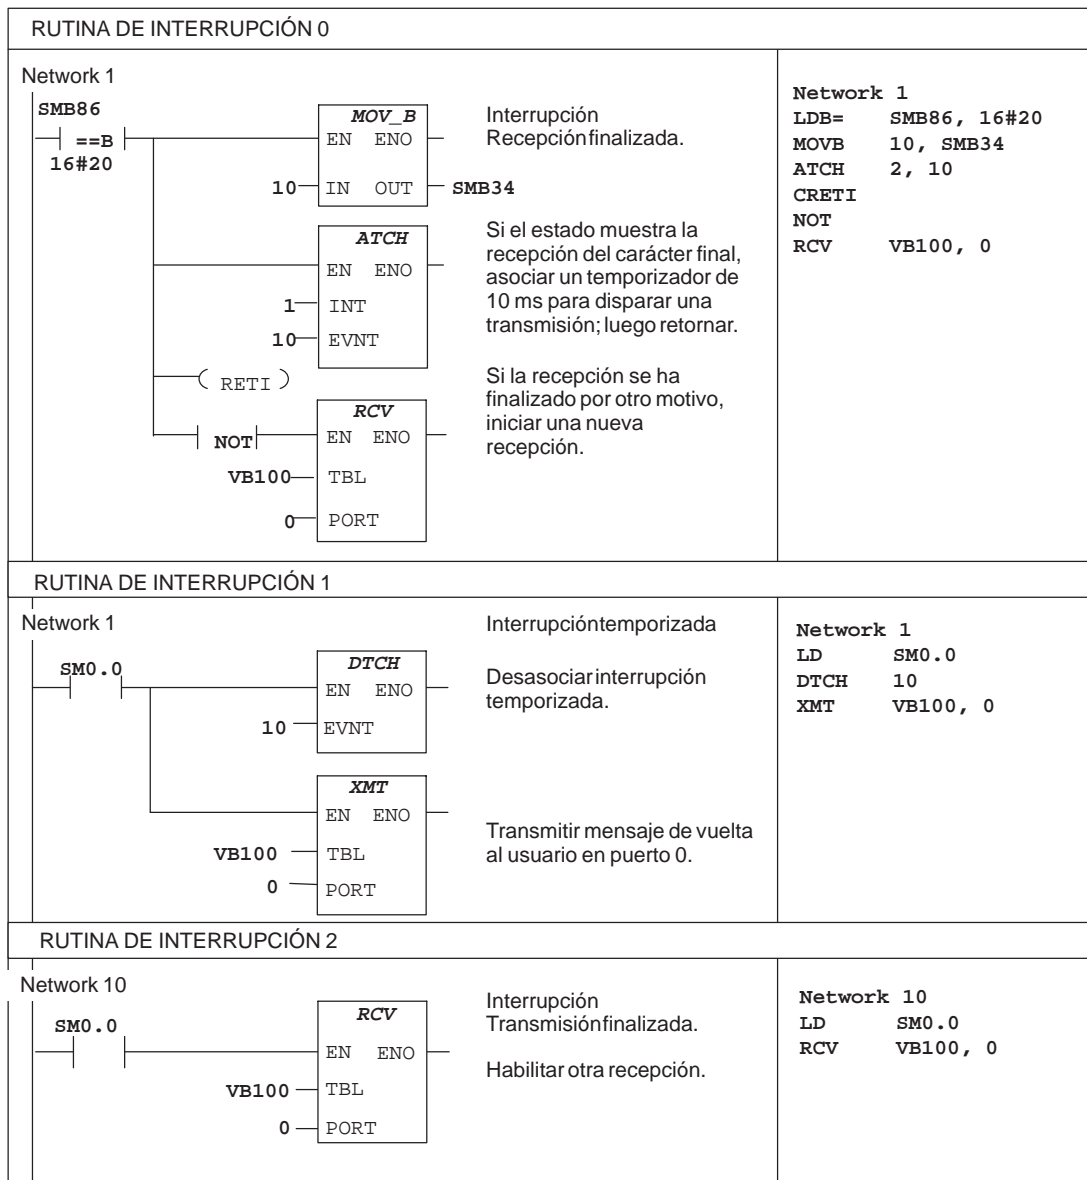 RUTINA DE INTERRUPCIÓN 0
Network 1
SMB86
==B
16#20
MOV_B
EN ENO
10 IN OUT SMB34
Interrupción
Recepciónfinalizada.
ATCH
EN ENO
1 INT
10 EVNT
Si el estado muestra la
recepción del carácter final,
asociar un temporizador de
10 ms para disparar una
transmisión; luego retornar.
RETI
NOT
RCV
EN ENO
VB100 TBL
0 PORT
Si la recepción se ha
finalizado por otro motivo,
iniciar una nueva
recepción.
Network 1
LDB= SMB86, 16#20
MOVB 10, SMB34
ATCH 2, 10
CRETI
NOT
RCV VB100, 0
RUTINA DE INTERRUPCIÓN 1
Network 1
SM0.0
DTCH
EN ENO
10 EVNT
Interrupcióntemporizada
Desasociarinterrupción
temporizada.
XMT
EN ENO
VB100 TBL
0 PORT
Transmitir mensaje de vuelta
al usuario en puerto 0.
Network 1
LD SM0.0
DTCH 10
XMT VB100, 0
RUTINA DE INTERRUPCIÓN 2
Network 10
SM0.0
RCV
EN ENO
VB100 TBL
0 PORT
Interrupción
Transmisiónfinalizada.
Habilitar otra recepción.
Network 10
LD SM0.0
RCV VB100, 0